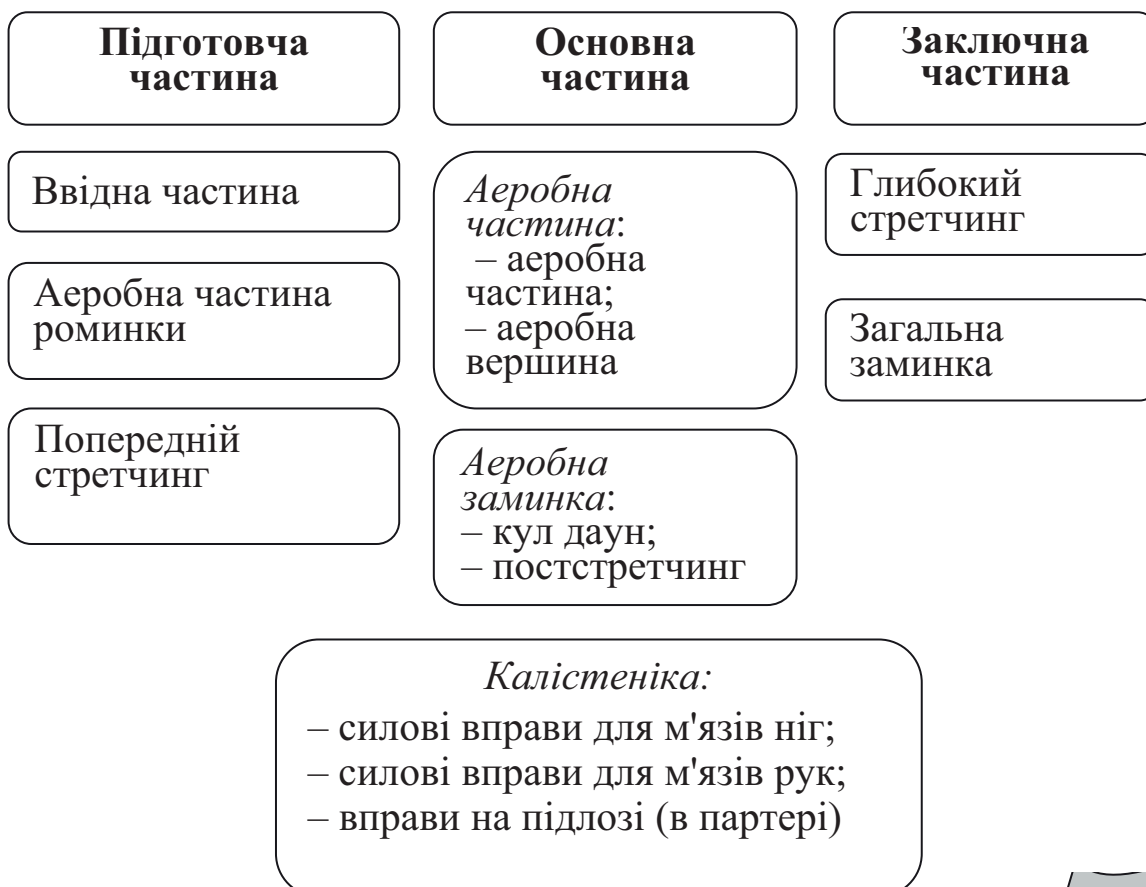 Підготовча
частина
Ввідна частина
Аеробна частина
роминки
Попередній
стретчинг
Основна
частина
Аеробна
частина:
– аеробна
частина;
– аеробна
вершина
Аеробна
заминка:
– кул даун;
– постстретчинг
Заключна
частина
Глибокий
стретчинг
Загальна
заминка
Калістеніка:
– силові вправи для м'язів ніг;
– силові вправи для м'язів рук;
– вправи на підлозі (в партері)